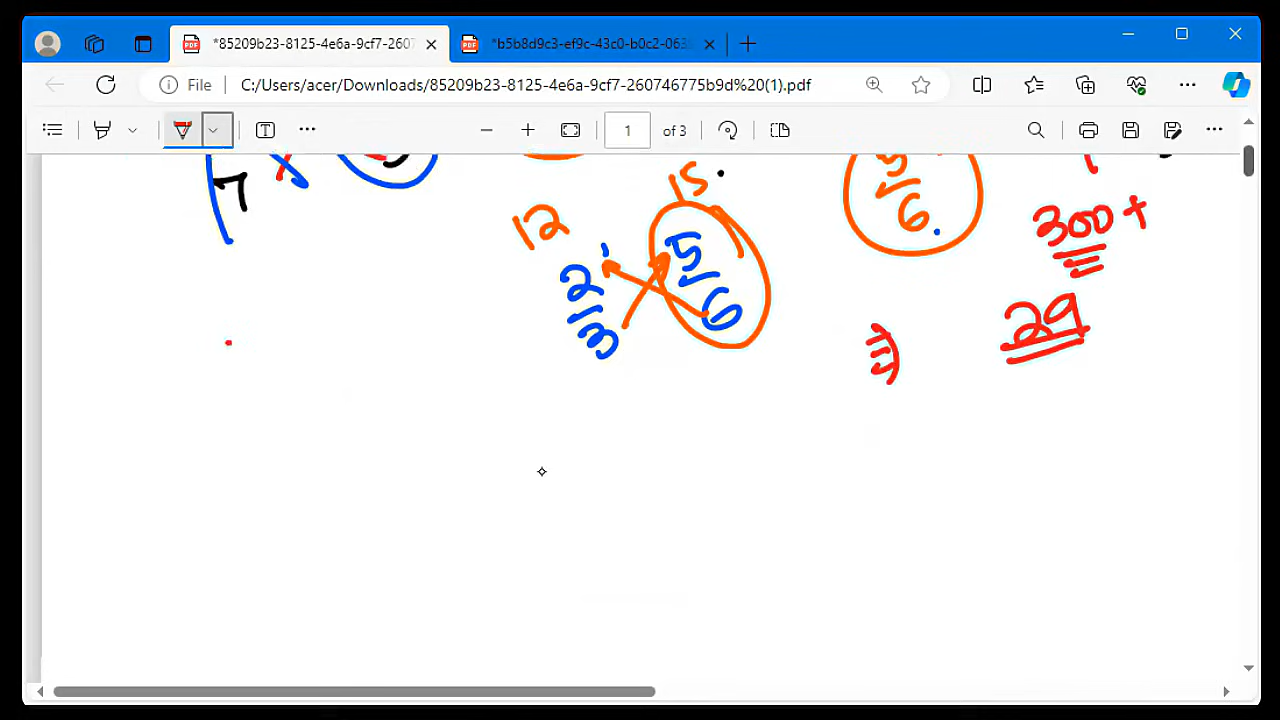 *85209b23-8125-4e6a-9cf7-2607
*b5b8d9c3-ef9c-43c0-b0c2-063
File
C:/Users/acer/Downloads/85209b23-8125-4e6a-9cf7-260746775b9d%20(1).pdf
1 of 3
7
15
5
6
300+
12
2
3
5
6
29